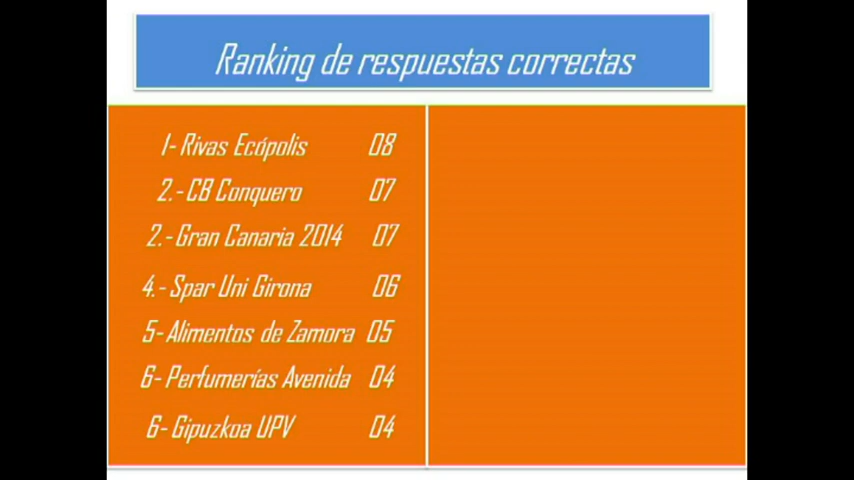 Ranking de respuestas correctas
1- Rivas Ecópolis 08
2.- CB Conquero 07
2.- Gran Canaria 2014 07
4.- Spar Uni Girona 06
5- Alimentos de Zamora 05
6- Perfumerías Avenida 04
6- Gipuzkoa UPV 04